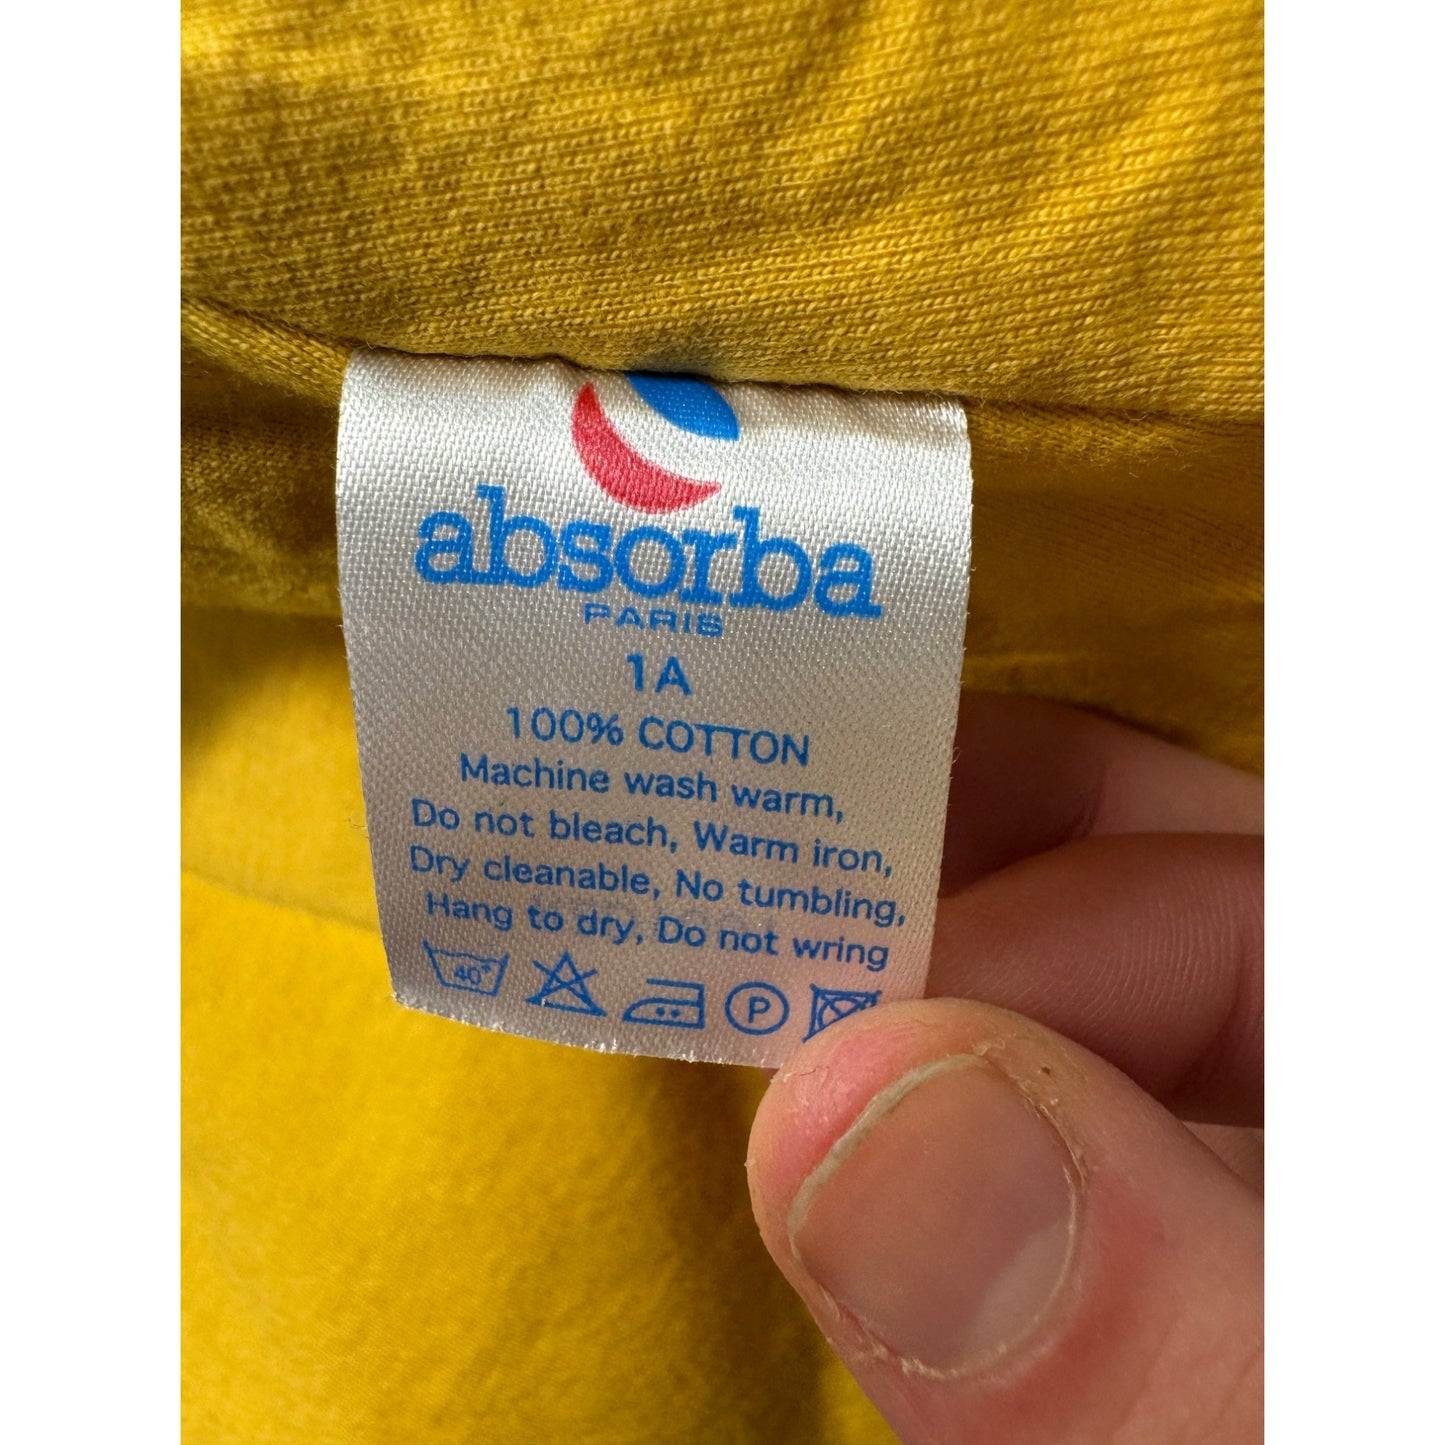 absorba
PARIS
1A
100% COTTON
Machine wash warm,
Do not bleach, Warm iron,
Dry cleanable, No tumbling,
Hang to dry, Do not wring
40° P